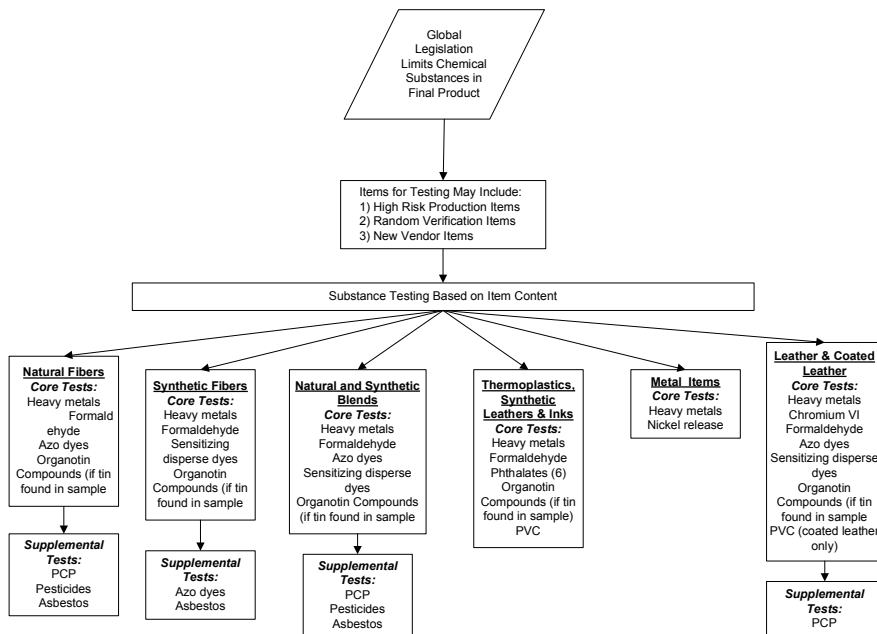 Global
Legislation
Limits Chemical
Substances in
Final Product
Items for Testing May Include:
1) High Risk Production Items
2) Random Verification Items
3) New Vendor Items
Substance Testing Based on Item Content
Natural Fibers
Core Tests:
Heavy metals
Formald
ehyde
Azo dyes
Organotin
Compounds (if tin
found in sample
Supplemental
Tests:
PCP
Pesticides
Asbestos
Synthetic Fibers
Core Tests:
Heavy metals
Formaldehyde
Sensitizing
disperse dyes
Organotin
Compounds (if tin
found in sample
Supplemental
Tests:
Azo dyes
Asbestos
Natural and Synthetic
Blends
Core Tests:
Heavy metals
Formaldehyde
Azo dyes
Sensitizing disperse
dyes
Organotin Compounds
(if tin found in sample
Supplemental
Tests:
PCP
Pesticides
Asbestos
Thermoplastics,
Synthetic
Leathers & Inks
Core Tests:
Heavy metals
Formaldehyde
Phthalates (6)
Organotin
Compounds (if tin
found in sample)
PVC
Metal Items
Core Tests:
Heavy metals
Nickel release
Leather & Coated
Leather
Core Tests:
Heavy metals
Chromium VI
Formaldehyde
Azo dyes
Sensitizing disperse
dyes
Organotin
Compounds (if tin
found in sample
PVC (coated leather
only)
Supplemental
Tests:
PCP